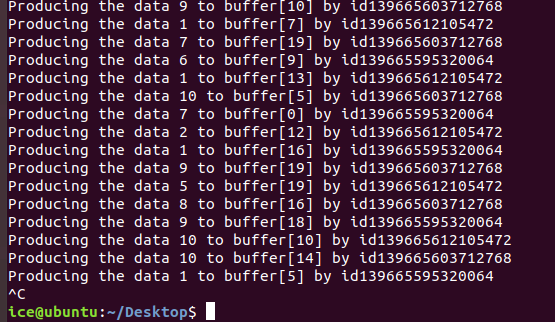 Producing the data 9 to buffer[10] by id139665603712768
Producing the data 1 to buffer[7] by id139665612105472
Producing the data 7 to buffer[19] by id139665603712768
Producing the data 6 to buffer[9] by id139665595320064
Producing the data 1 to buffer[13] by id139665612105472
Producing the data 10 to buffer[5] by id139665603712768
Producing the data 7 to buffer[0] by id139665595320064
Producing the data 2 to buffer[12] by id139665612105472
Producing the data 1 to buffer[16] by id139665595320064
Producing the data 9 to buffer[19] by id139665603712768
Producing the data 5 to buffer[19] by id139665612105472
Producing the data 8 to buffer[16] by id139665603712768
Producing the data 9 to buffer[18] by id139665595320064
Producing the data 10 to buffer[10] by id139665612105472
Producing the data 10 to buffer[14] by id139665603712768
Producing the data 1 to buffer[5] by id139665595320064
^C
ice@ubuntu:~/Desktop$